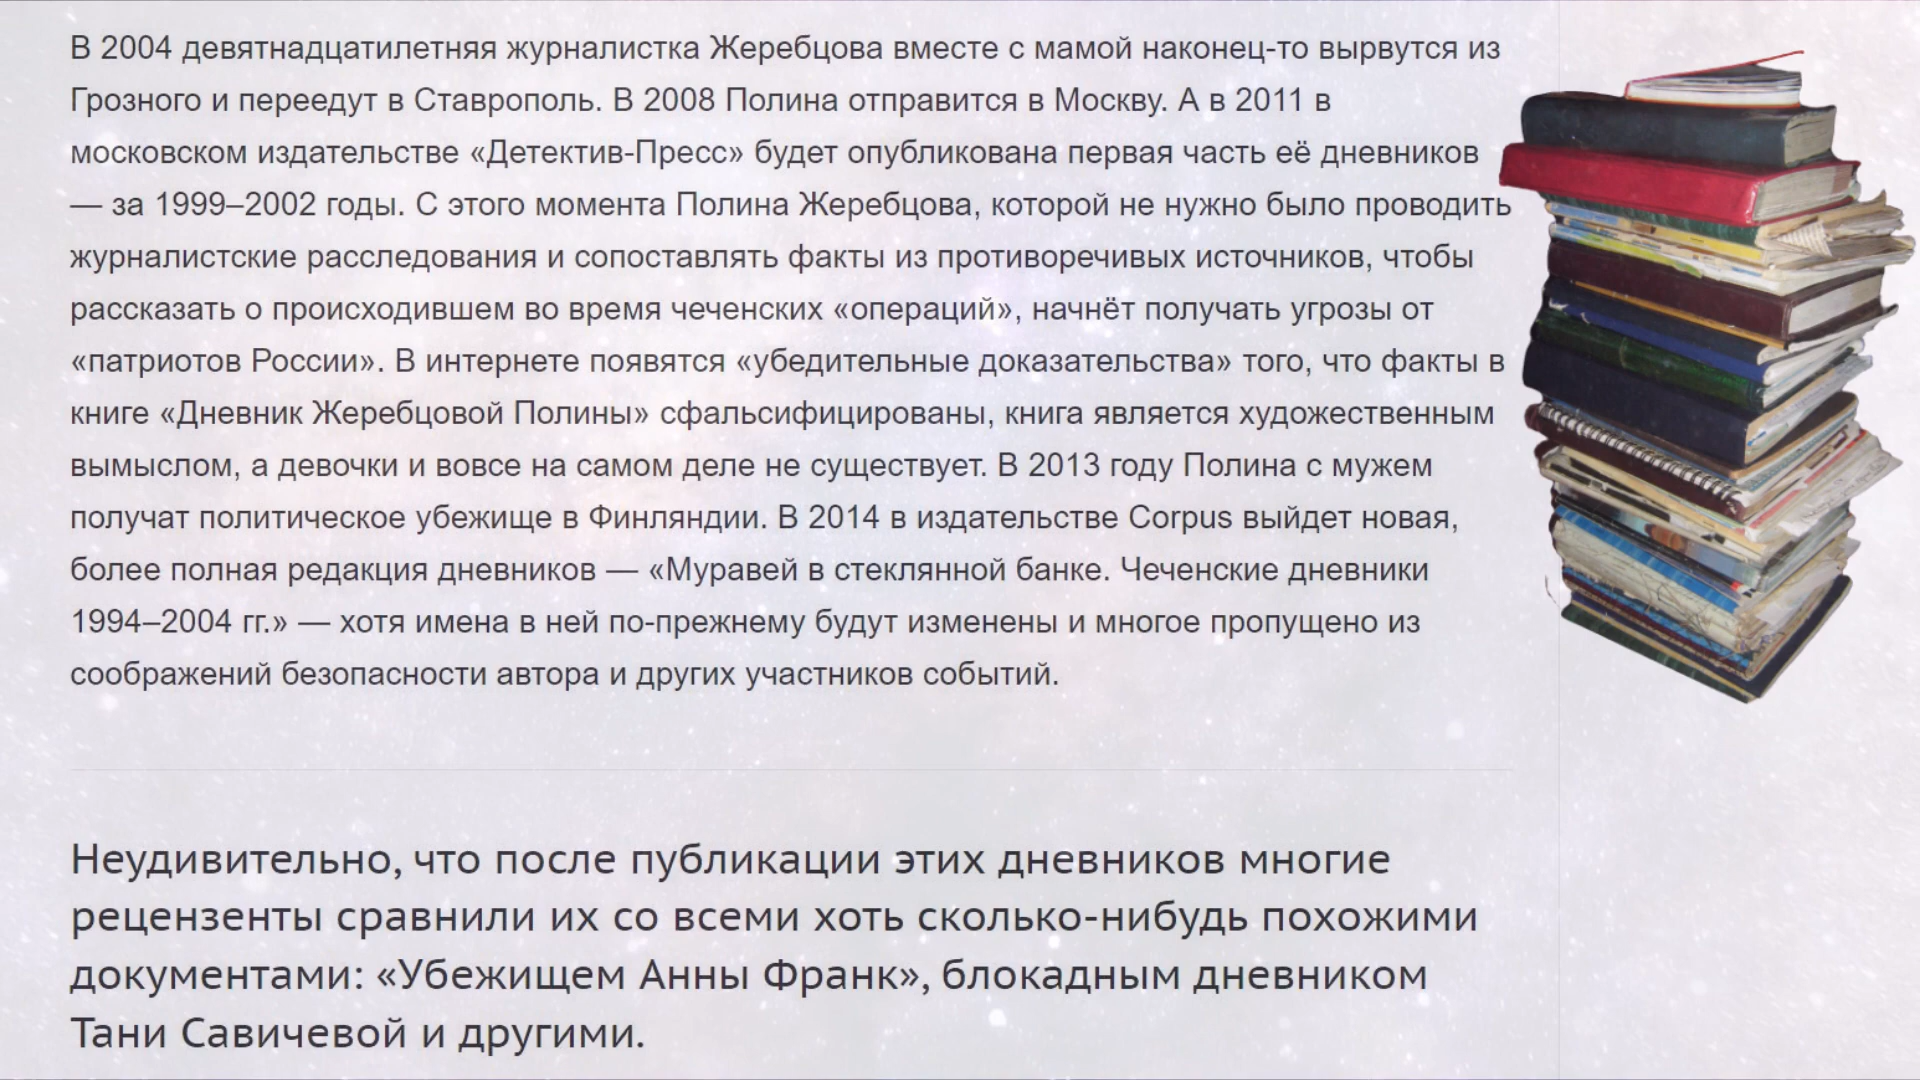 В 2004 девятнадцатилетняя журналистка Жеребцова вместе с мамой наконец-то вырвутся из
Грозного и переедут в Ставрополь. В 2008 Полина отправится в Москву. А в 2011 в
московском издательстве «Детектив-Пресс» будет опубликована первая часть её дневников
— за 1999–2002 годы. С этого момента Полина Жеребцова, которой не нужно было проводить
журналистские расследования и сопоставлять факты из противоречивых источников, чтобы
рассказать о происходившем во время чеченских «операций», начнёт получать угрозы от
«патриотов России». В интернете появятся «убедительные доказательства» того, что факты в
книге «Дневник Жеребцовой Полины» сфальсифицированы, книга является художественным
вымыслом, а девочки и вовсе на самом деле не существует. В 2013 году Полина с мужем
получат политическое убежище в Финляндии. В 2014 в издательстве Corpus выйдет новая,
более полная редакция дневников — «Муравей в стеклянной банке. Чеченские дневники
1994–2004 гг.» — хотя имена в ней по-прежнему будут изменены и многое пропущено из
соображений безопасности автора и других участников событий.
Неудивительно, что после публикации этих дневников многие
рецензенты сравнили их со всеми хоть сколько-нибудь похожими
документами: «Убежищем Анны Франк», блокадным дневником
Тани Савичевой и другими.